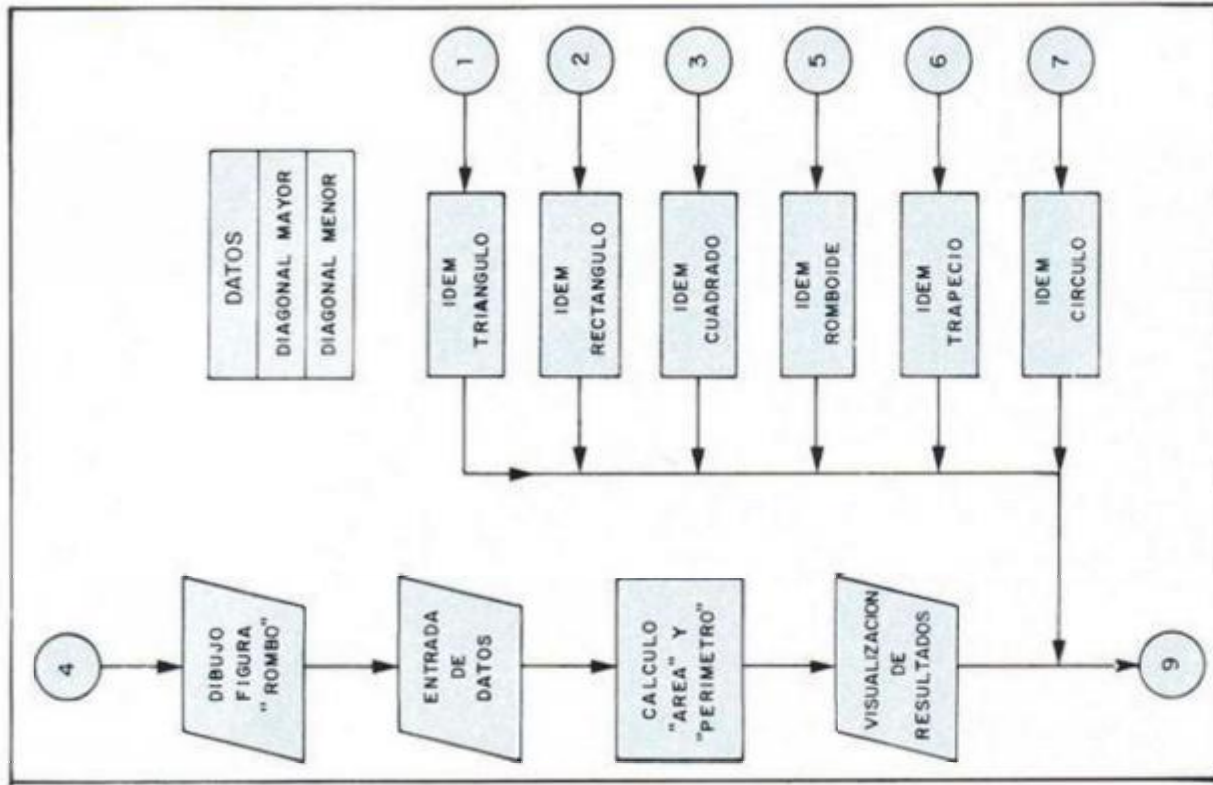 4
DIBUJO
FIGURA
" ROMBO"
ENTRADA
DE
DATOS
CALCULO
"AREA" Y
"PERIMETRO"
VISUALIZACION
DE
RESULTADOS
9
DATOS
DIAGONAL MAYOR
DIAGONAL MENOR
1
IDEM
TRIANGULO
2
IDEM
RECTANGULO
3
IDEM
CUADRADO
5
IDEM
ROMBOIDE
6
IDEM
TRAPECIO
7
IDEM
CIRCULO